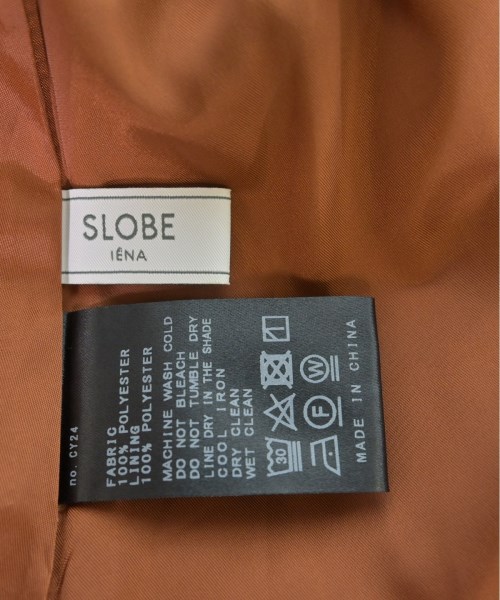 SLOBE
IÉNA
no. CY24
FABRIC
100% POLYESTER
LINING
100% POLYESTER
MACHINE WASH COLD
DO NOT BLEACH
DO NOT TUMBLE DRY
LINE DRY IN THE SHADE
COOL IRON
DRY CLEAN
WET CLEAN
30
F W
MADE IN CHINA